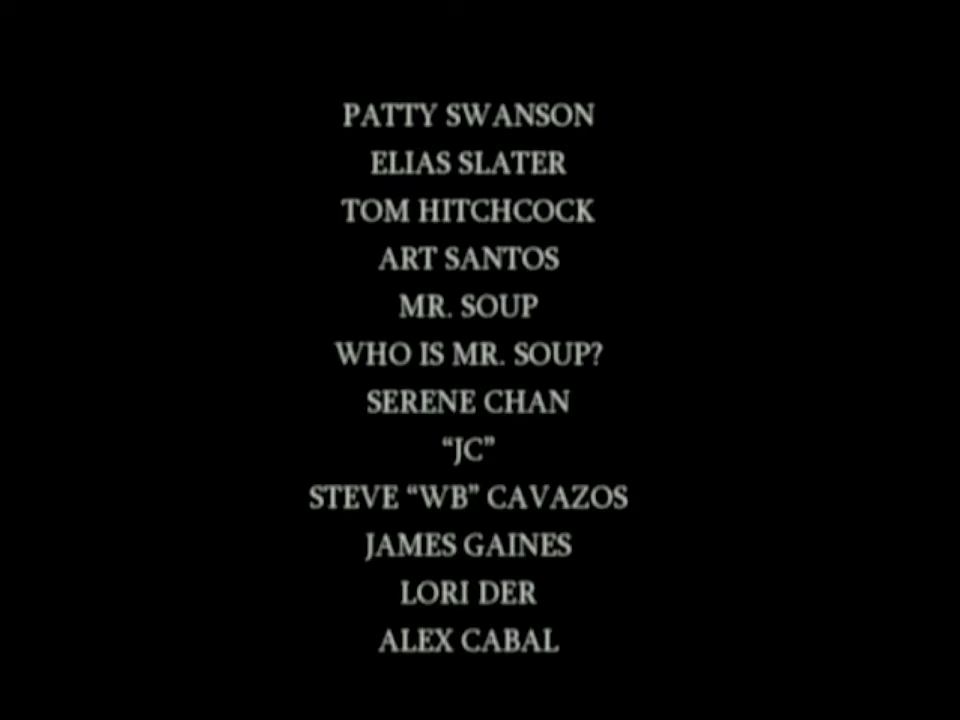 PATTY SWANSON
ELIAS SLATER
TOM HITCHCOCK
ART SANTOS
MR. SOUP
WHO IS MR. SOUP?
SERENE CHAN
“JC”
STEVE “WB” CAVAZOS
JAMES GAINES
LORI DER
ALEX CABAL